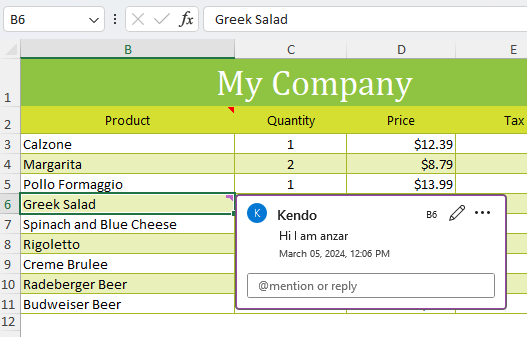 B6 fx Greek Salad
B C D E
1 My Company
2 Product Quantity Price Tax
3 Calzone 1 $12.39
4 Margarita 2 $8.79
5 Pollo Formaggio 1 $13.99
6 Greek Salad
7 Spinach and Blue Cheese
8 Rigoletto
9 Creme Brulee
10 Radeberger Beer
11 Budweiser Beer
12
K Kendo B6
Hi I am anzar
March 05, 2024, 12:06 PM
@mention or reply